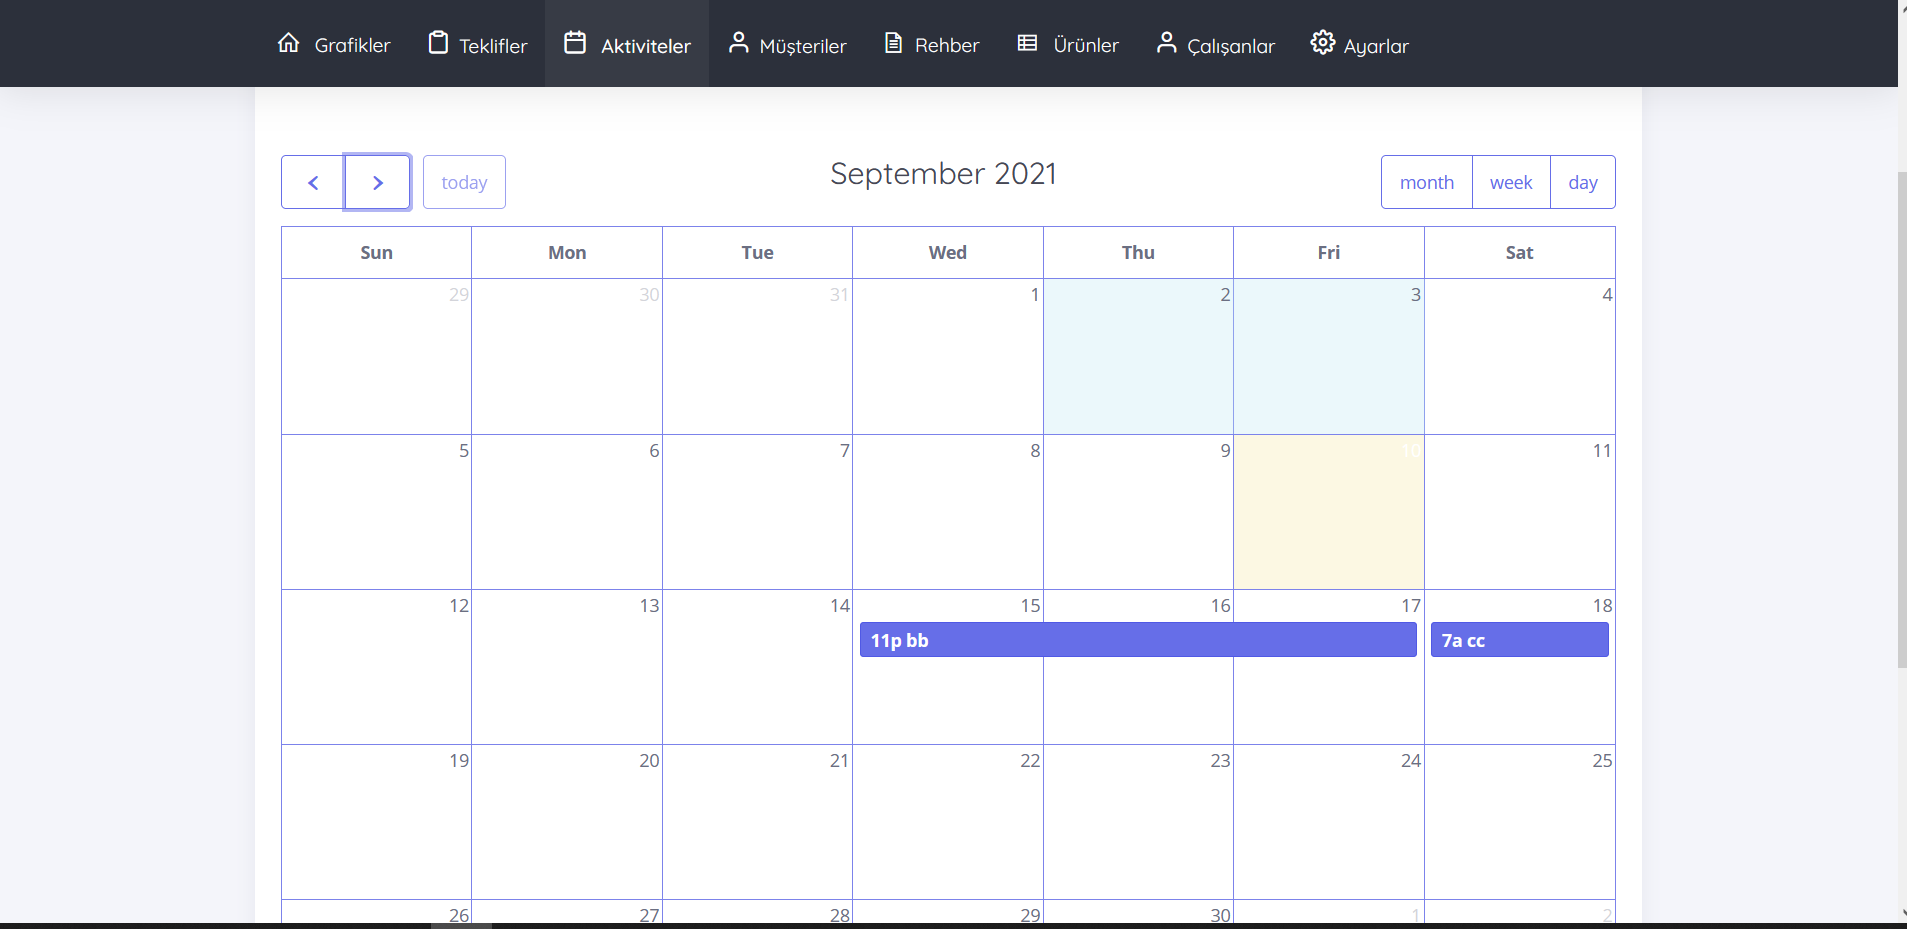 Grafikler Teklifler Aktiviteler Müşteriler Rehber Ürünler Çalışanlar Ayarlar
today September 2021 month week day
Sun Mon Tue Wed Thu Fri Sat
29 30 31 1 2 3 4
5 6 7 8 9 10 11
12 13 14 15 16 17 18
11p bb 7a cc
19 20 21 22 23 24 25
26 27 28 29 30 1 2